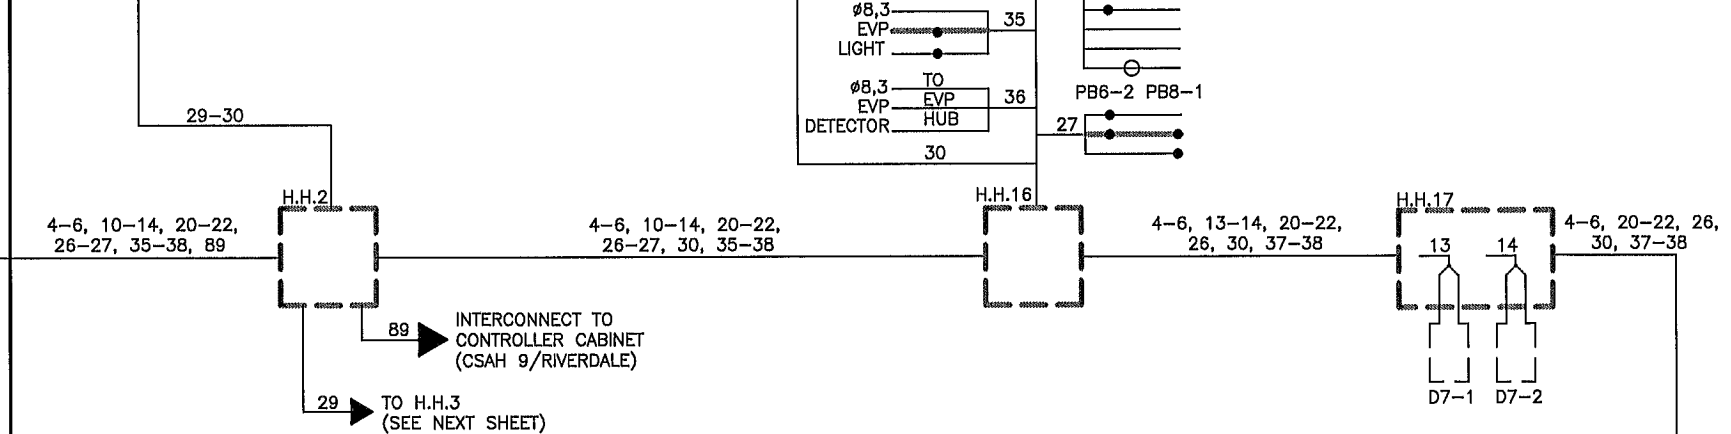 ø8,3
EVP
LIGHT
35
ø8,3
EVP
DETECTOR
TO
EVP
HUB
36
PB6-2 PB8-1
27
29-30
30
H.H.2
H.H.16
H.H.17
4-6, 10-14, 20-22,
26-27, 35-38, 89
4-6, 10-14, 20-22,
26-27, 30, 35-38
4-6, 13-14, 20-22,
26, 30, 37-38
4-6, 20-22, 26,
30, 37-38
13
14
89
INTERCONNECT TO
CONTROLLER CABINET
(CSAH 9/RIVERDALE)
29
TO H.H.3
(SEE NEXT SHEET)
D7-1
D7-2